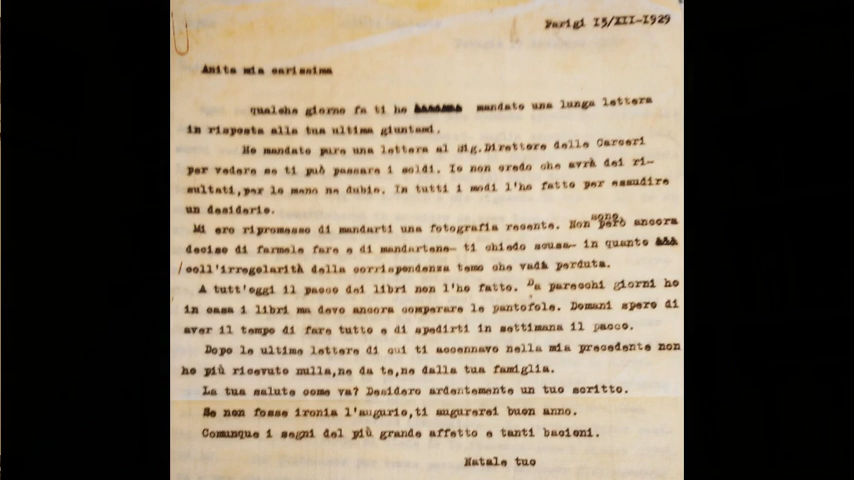 Parigi 15/XII-1929
Anita mia carissima
qualche giorno fa ti ho mandato una lunga lettera
in risposta alla tua ultima giuntami.
Ho mandato pure una lettera al Sig.Direttore delle Carceri
per vedere se ti può passare i soldi. Io non credo che avrà dei ri-
sultati,per lo meno ne dubio. In tutti i modi l'ho fatto per esaudire
un desiderio.
Mi ero ripromesso di mandarti una fotografia recente. Non sono però ancora
deciso di farmele fare e di mandartene- ti chiedo scusa- in quanto
/coll'irregolarità della corrispondenza temo che vada perduta.
A tutt'oggi il pacco dei libri non l'ho fatto. Da parecchi giorni ho
in casa i libri ma devo ancora comperare le pantofole. Domani spero di
aver il tempo di fare tutto e di spedirti in settimana il pacco.
Dopo le ultime lettere di cui ti accennavo nella mia precedente non
ho più ricevuto nulla,ne da te,ne dalla tua famiglia.
La tua salute come va? Desidero ardentemente un tuo scritto.
Se non fosse ironia l'augurio,ti augurerei buon anno.
Comunque i segni del più grande affetto e tanti bacioni.
Natale tuo